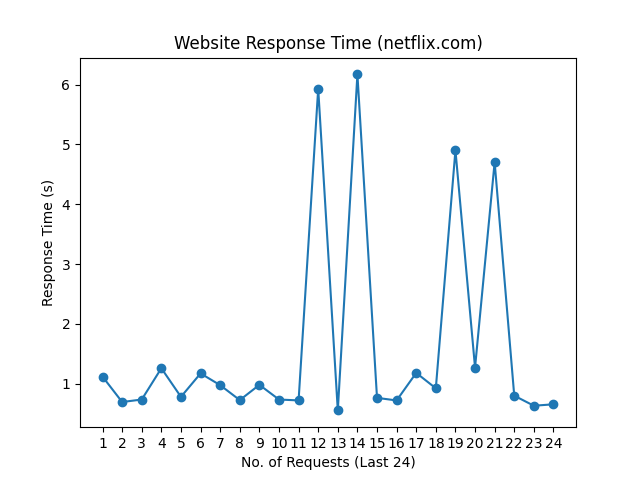 Website Response Time (netflix.com)
6
5
4
3
2
1
Response Time (s)
1 2 3 4 5 6 7 8 9 10 11 12 13 14 15 16 17 18 19 20 21 22 23 24
No. of Requests (Last 24)